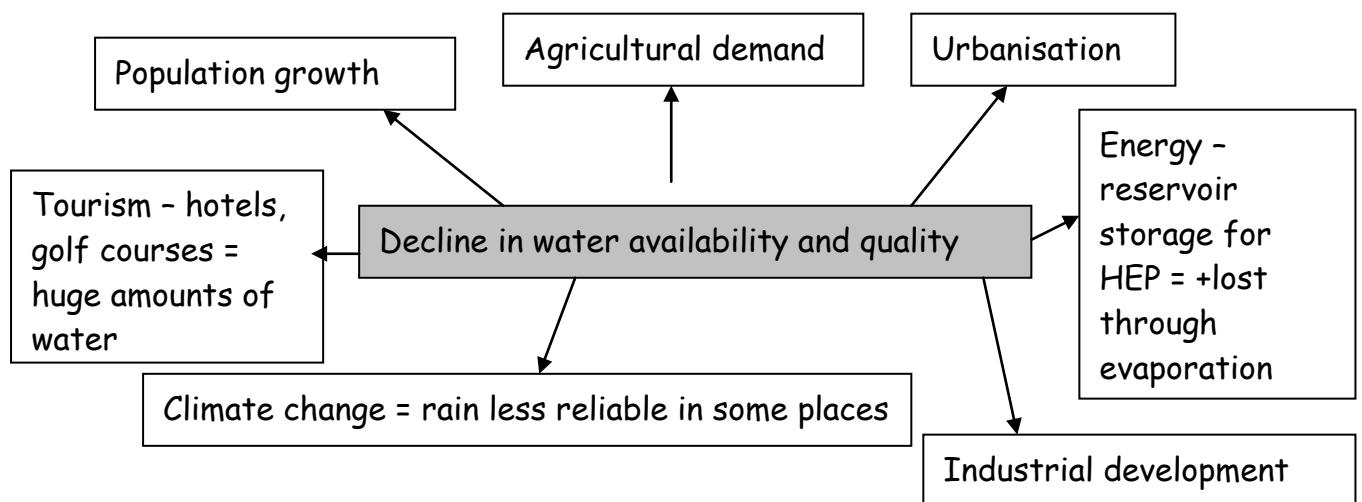 Population growth
Agricultural demand
Urbanisation
Energy –
reservoir
storage for
HEP = +lost
through
evaporation
Tourism – hotels,
golf courses =
huge amounts of
water
Decline in water availability and quality
Climate change = rain less reliable in some places
Industrial development